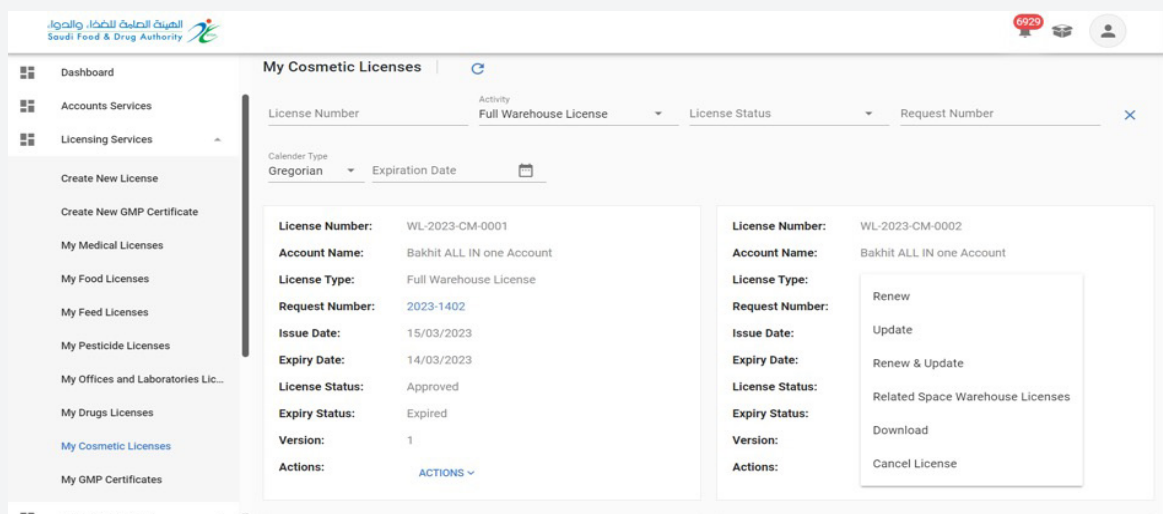 الهيئة العامة للغذاء والدواء
Saudi Food & Drug Authority
6929
Dashboard
Accounts Services
Licensing Services
Create New License
Create New GMP Certificate
My Medical Licenses
My Food Licenses
My Feed Licenses
My Pesticide Licenses
My Offices and Laboratories Lic...
My Drugs Licenses
My Cosmetic Licenses
My GMP Certificates
My Cosmetic Licenses
License Number
Activity
Full Warehouse License
License Status
Request Number
Calender Type
Gregorian
Expiration Date
License Number: WL-2023-CM-0001
Account Name: Bakhit ALL IN one Account
License Type: Full Warehouse License
Request Number: 2023-1402
Issue Date: 15/03/2023
Expiry Date: 14/03/2023
License Status: Approved
Expiry Status: Expired
Version: 1
Actions: ACTIONS
License Number: WL-2023-CM-0002
Account Name: Bakhit ALL IN one Account
License Type:
Request Number:
Issue Date:
Expiry Date:
License Status:
Expiry Status:
Version:
Actions:
Renew
Update
Renew & Update
Related Space Warehouse Licenses
Download
Cancel License